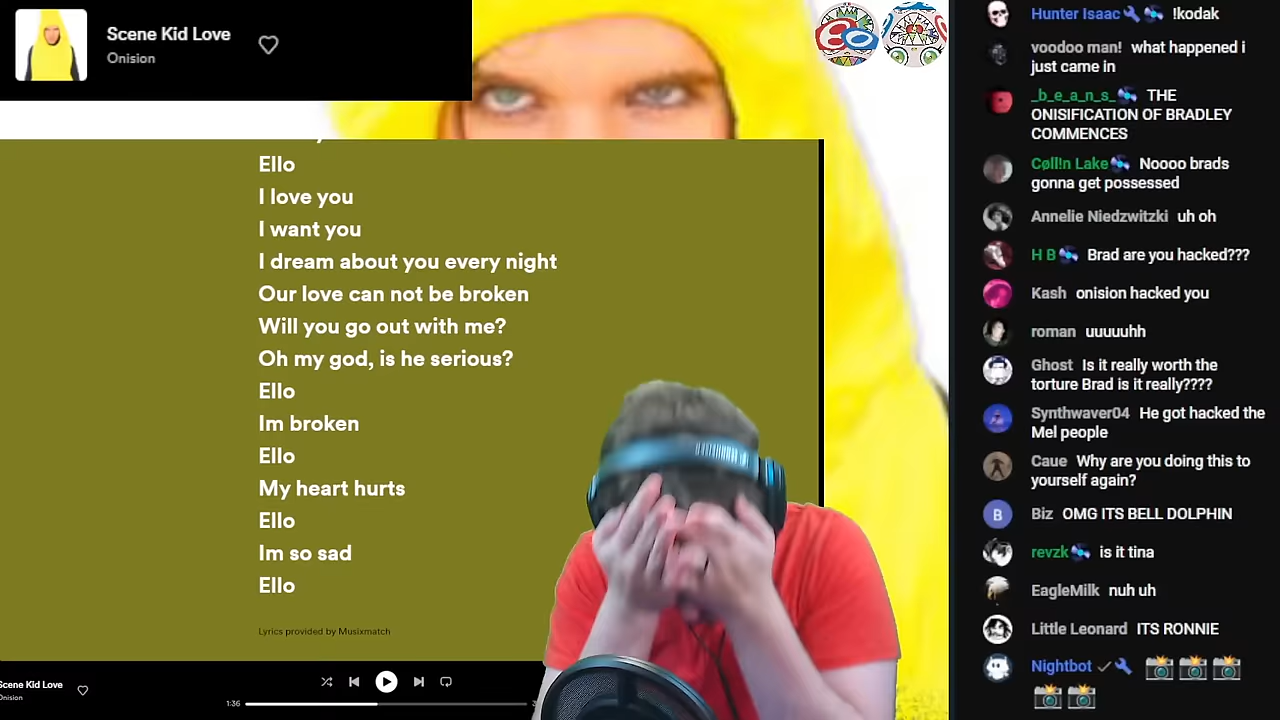 Scene Kid Love
Onision
Ello
I love you
I want you
I dream about you every night
Our love can not be broken
Will you go out with me?
Oh my god, is he serious?
Ello
Im broken
Ello
My heart hurts
Ello
Im so sad
Ello
Lyrics provided by Musixmatch
Scene Kid Love
Onision
1:36
Hunter Isaac !kodak
voodoo man! what happened i
just came in
_b_e_a_n_s_ THE
ONISIFICATION OF BRADLEY
COMMENCES
Cøll!n Lake Noooo brads
gonna get possessed
Annelie Niedzwitzki uh oh
H B Brad are you hacked???
Kash onision hacked you
roman uuuuuhh
Ghost Is it really worth the
torture Brad is it really????
Synthwaver04 He got hacked the
Mel people
Caue Why are you doing this to
yourself again?
B
Biz OMG ITS BELL DOLPHIN
revzk is it tina
EagleMilk nuh uh
Little Leonard ITS RONNIE
Nightbot